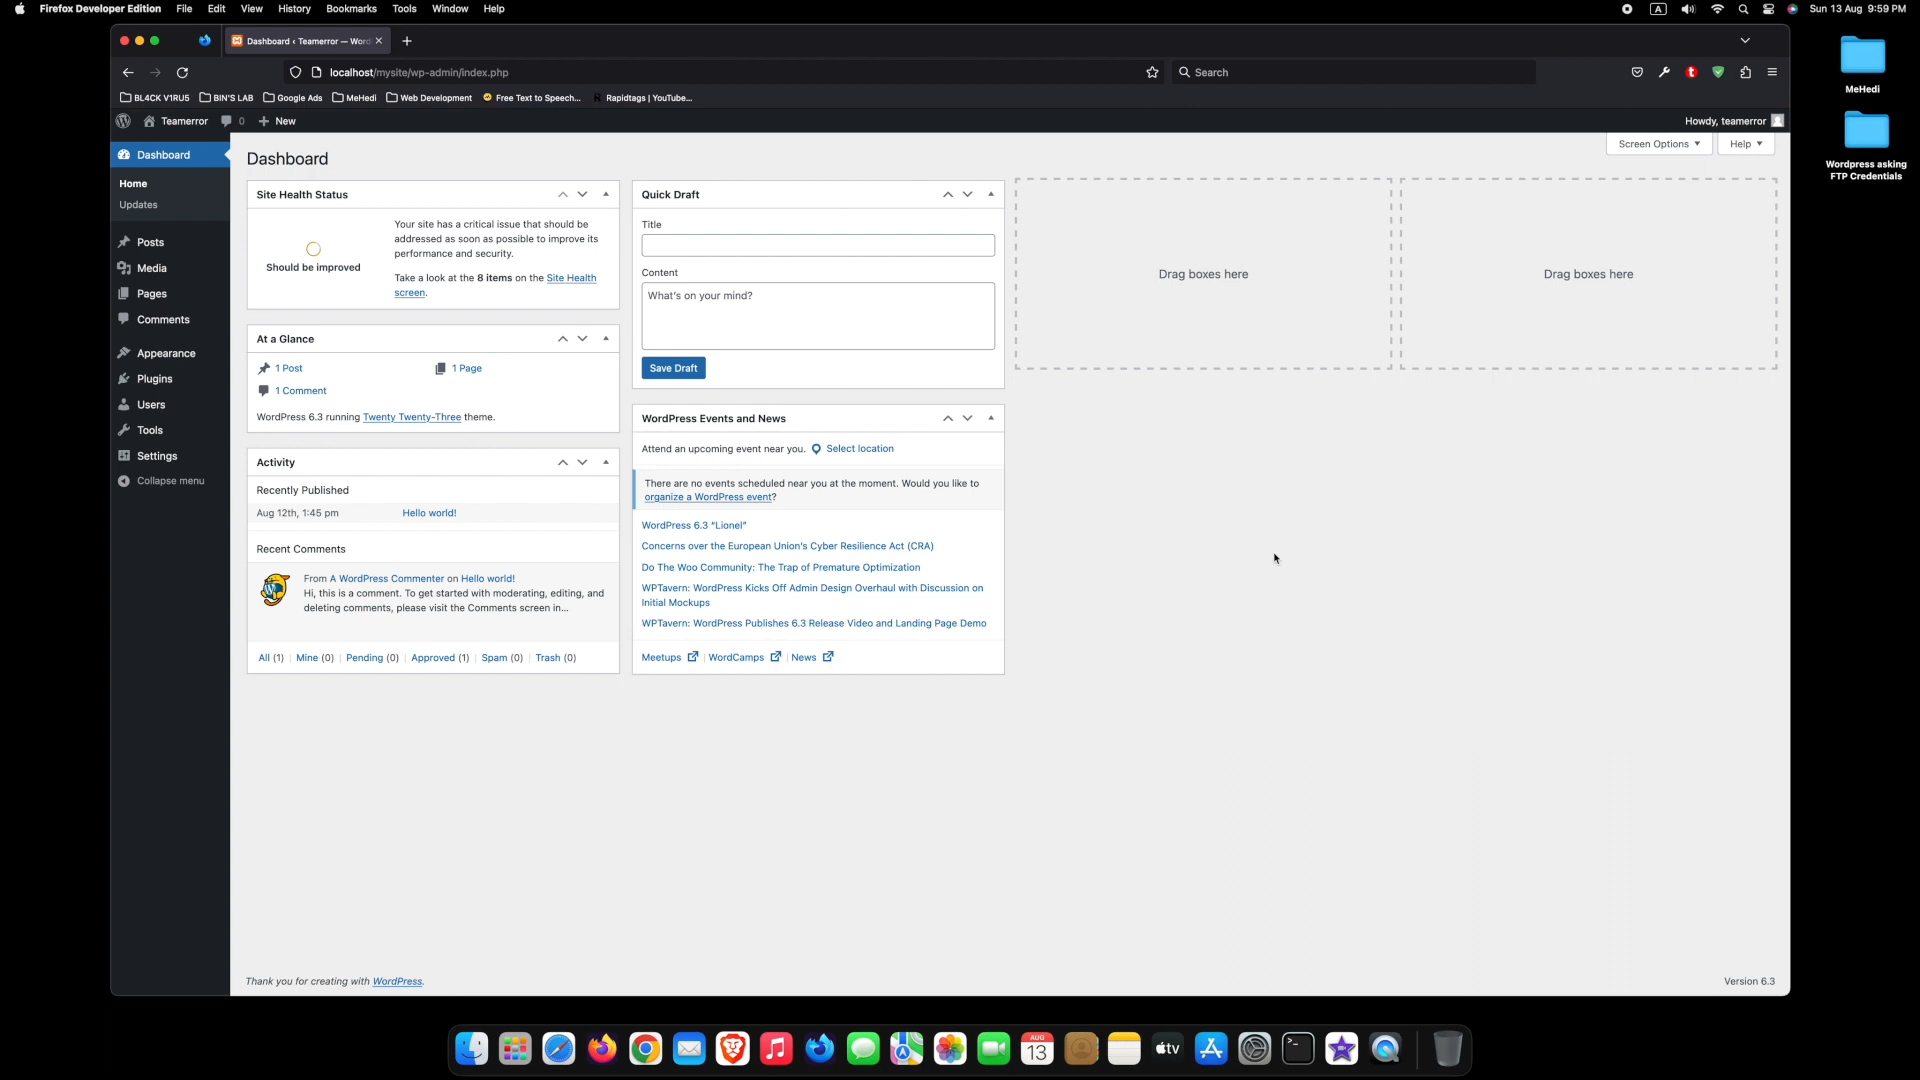 Firefox Developer Edition File Edit View History Bookmarks Tools Window Help
A Sun 13 Aug 9:59 PM
Dashboard ‹ Teamerror — Word
localhost/mysite/wp-admin/index.php
Search
BL4CK V1RU5 BIN'S LAB Google Ads MeHedi Web Development Free Text to Speech... Rapidtags | YouTube...
Teamerror 0 New
Howdy, teamerror
MeHedi
Wordpress asking
FTP Credentials
Dashboard
Home
Updates
Posts
Media
Pages
Comments
Appearance
Plugins
Users
Tools
Settings
Collapse menu
Dashboard
Screen Options ▼ Help ▼
Site Health Status
Should be improved
Your site has a critical issue that should be
addressed as soon as possible to improve its
performance and security.
Take a look at the 8 items on the Site Health
screen.
At a Glance
1 Post 1 Page
1 Comment
WordPress 6.3 running Twenty Twenty-Three theme.
Activity
Recently Published
Aug 12th, 1:45 pm Hello world!
Recent Comments
From A WordPress Commenter on Hello world!
Hi, this is a comment. To get started with moderating, editing, and
deleting comments, please visit the Comments screen in...
All (1) | Mine (0) | Pending (0) | Approved (1) | Spam (0) | Trash (0)
Quick Draft
Title
Content
What's on your mind?
Save Draft
WordPress Events and News
Attend an upcoming event near you. Select location
There are no events scheduled near you at the moment. Would you like to
organize a WordPress event?
WordPress 6.3 "Lionel"
Concerns over the European Union's Cyber Resilience Act (CRA)
Do The Woo Community: The Trap of Premature Optimization
WPTavern: WordPress Kicks Off Admin Design Overhaul with Discussion on
Initial Mockups
WPTavern: WordPress Publishes 6.3 Release Video and Landing Page Demo
Meetups | WordCamps | News
Drag boxes here
Drag boxes here
Thank you for creating with WordPress.
Version 6.3
AUG
13
tv